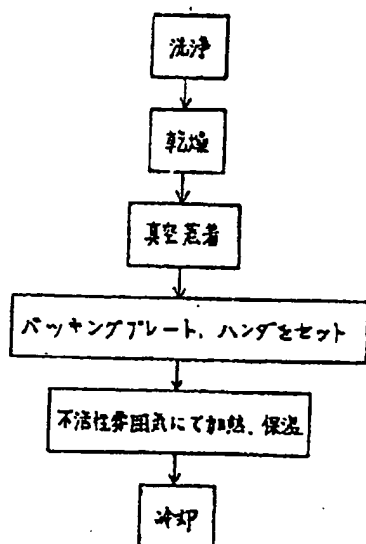 洗浄
乾燥
真空蒸着
バッキングプレート、ハンダをセット
不活性雰囲気にて加熱、保温
冷却